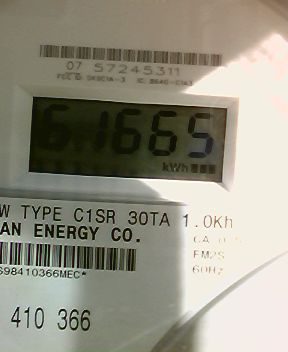 07 57245311
61665
kWh
W TYPE C1SR 30TA 1.0Kh
AN ENERGY CO.
CA 0.5
FM2S
60Hz
S98410366MEC*
410 366